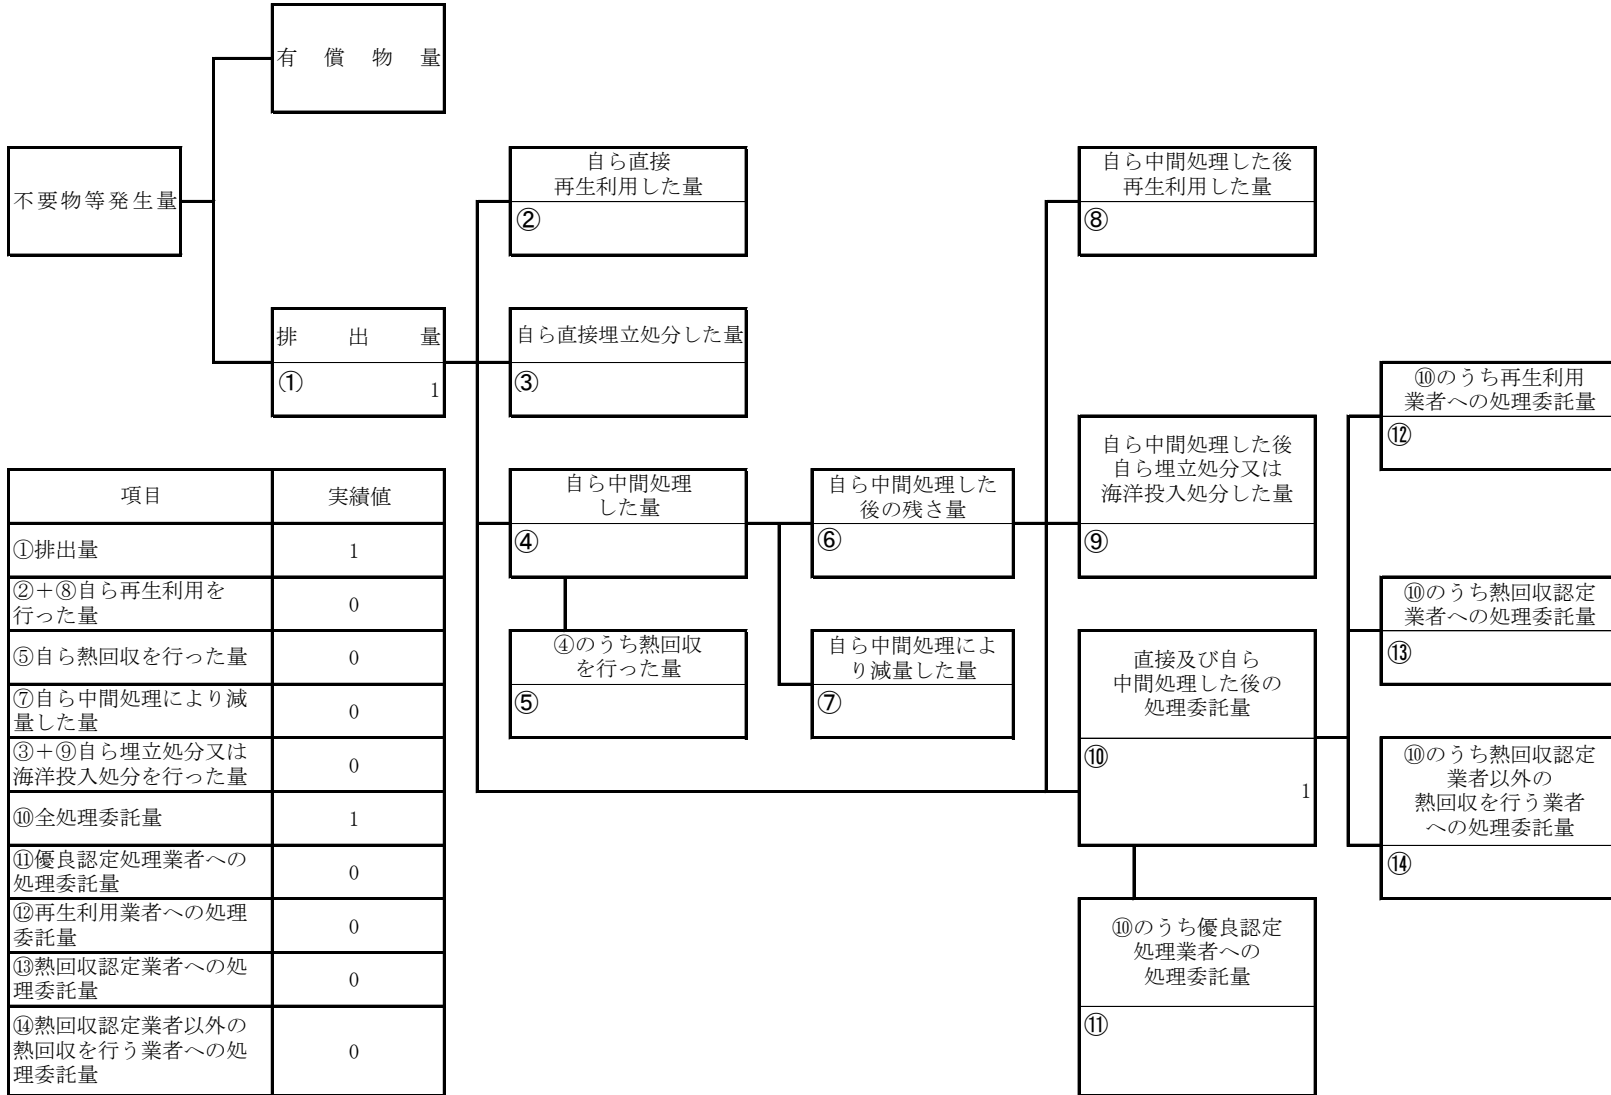 有償物量
不要物等発生量
排出量
①
1
自ら直接
再生利用した量
②
自ら直接埋立処分した量
③
自ら中間処理
した量
④
④のうち熱回収
を行った量
⑤
自ら中間処理した
後の残さ量
⑥
自ら中間処理によ
り減量した量
⑦
自ら中間処理した後
再生利用した量
⑧
自ら中間処理した後
自ら埋立処分又は
海洋投入処分した量
⑨
直接及び自ら
中間処理した後の
処理委託量
⑩
1
⑩のうち優良認定
処理業者への
処理委託量
⑪
⑩のうち再生利用
業者への処理委託量
⑫
⑩のうち熱回収認定
業者への処理委託量
⑬
⑩のうち熱回収認定
業者以外の
熱回収を行う業者
への処理委託量
⑭
項目 実績値
①排出量 1
②＋⑧自ら再生利用を
行った量 0
⑤自ら熱回収を行った量 0
⑦自ら中間処理により減
量した量 0
③＋⑨自ら埋立処分又は
海洋投入処分を行った量 0
⑩全処理委託量 1
⑪優良認定処理業者への
処理委託量 0
⑫再生利用業者への処理
委託量 0
⑬熱回収認定業者への処
理委託量 0
⑭熱回収認定業者以外の
熱回収を行う業者への処 0
理委託量